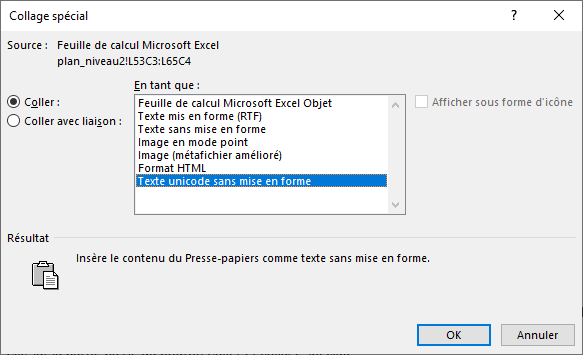 Collage spécial
Source : Feuille de calcul Microsoft Excel
plan_niveau2!L53C3:L65C4
En tant que :
Coller :
Coller avec liaison :
Feuille de calcul Microsoft Excel Objet
Texte mis en forme (RTF)
Texte sans mise en forme
Image en mode point
Image (métafichier amélioré)
Format HTML
Texte unicode sans mise en forme
Afficher sous forme d'icône
Résultat
Insère le contenu du Presse-papiers comme texte sans mise en forme.
OK
Annuler